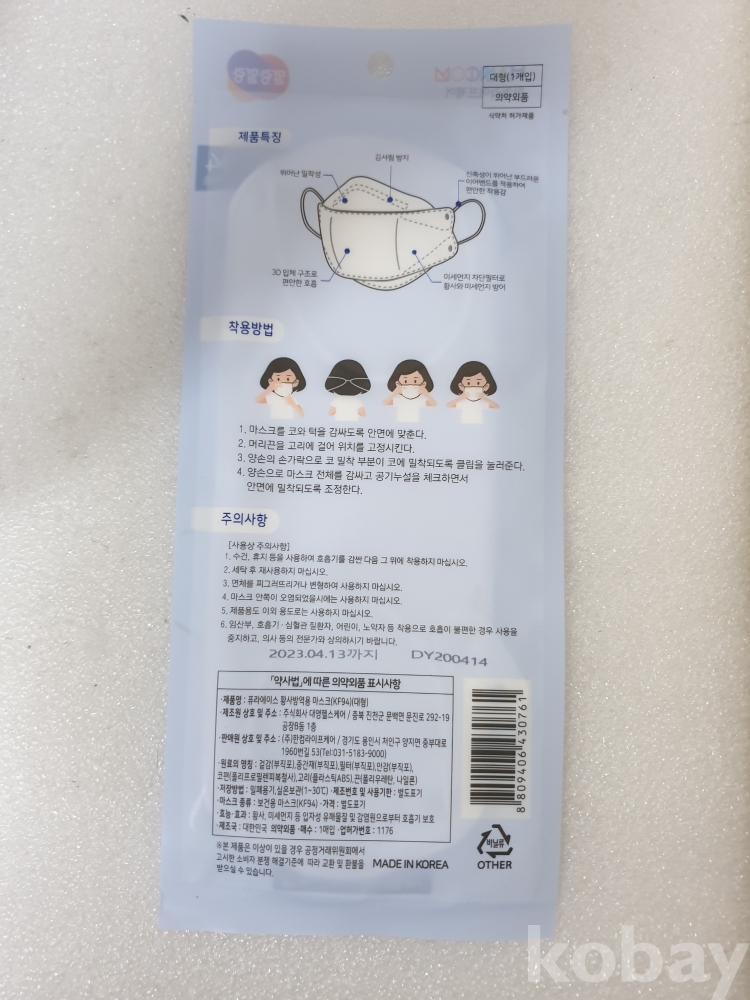 대형(1개입)
의약외품
식약처 허가제품
제품특징
김서림 방지
뛰어난 밀착성
신축성이 뛰어난 부드러운
이어밴드를 적용하여
편안한 착용감
3D 입체 구조로
편안한 호흡
미세먼지 차단필터로
황사와 미세먼지 방어
착용방법
1. 마스크를 코와 턱을 감싸도록 안면에 맞춘다.
2. 머리끈을 고리에 걸어 위치를 고정시킨다.
3. 양손의 손가락으로 코 밀착 부분이 코에 밀착되도록 클립을 눌러준다.
4. 양손으로 마스크 전체를 감싸고 공기누설을 체크하면서
안면에 밀착되도록 조정한다.
주의사항
[사용상 주의사항]
1. 수건, 휴지 등을 사용하여 호흡기를 감싼 다음 그 위에 착용하지 마십시오.
2. 세탁 후 재사용하지 마십시오.
3. 면체를 찌그러뜨리거나 변형하여 사용하지 마십시오.
4. 마스크 안쪽이 오염되었을시에는 사용하지 마십시오.
5. 제품용도 이외 용도로는 사용하지 마십시오.
6. 임산부, 호흡기·심혈관 질환자, 어린이, 노약자 등 착용으로 호흡이 불편한 경우 사용을
중지하고, 의사 등의 전문가와 상의하시기 바랍니다.
2023.04.13까지 DY200414
「약사법」에 따른 의약외품 표시사항
·제품명 : 퓨라에이스 황사방역용 마스크(KF94)(대형)
·제조원 상호 및 주소 : 주식회사 대영헬스케어 / 충북 진천군 문백면 문진로 292-19
공장B동 1층
·판매원 상호 및 주소 : (주)한컴라이프케어 / 경기도 용인시 처인구 양지면 중부대로
1960번길 53(Tel:031-5183-9000)
·원료의 명칭 : 겉감(부직포),중간재(부직포),필터(부직포),안감(부직포),
코편(폴리프로필렌피복철사),고리(플라스틱ABS),끈(폴리우레탄, 나일론)
·저장방법 : 밀폐용기,실온보관(1~30℃) ·제조번호 및 사용기한 : 별도표기
·마스크 종류 : 보건용 마스크(KF94) ·가격 : 별도표기
·효능·효과 : 황사, 미세먼지 등 입자성 유해물질 및 감염원으로부터 호흡기 보호
·제조국 : 대한민국 의약외품 ·매수 : 1매입 ·업허가번호 : 1176
※본 제품은 이상이 있을 경우 공정거래위원회에서
고시한 소비자 분쟁 해결기준에 따라 교환 및 환불을
받으실 수 있습니다.
MADE IN KOREA
8 809406 430761
비닐류
OTHER
kobay